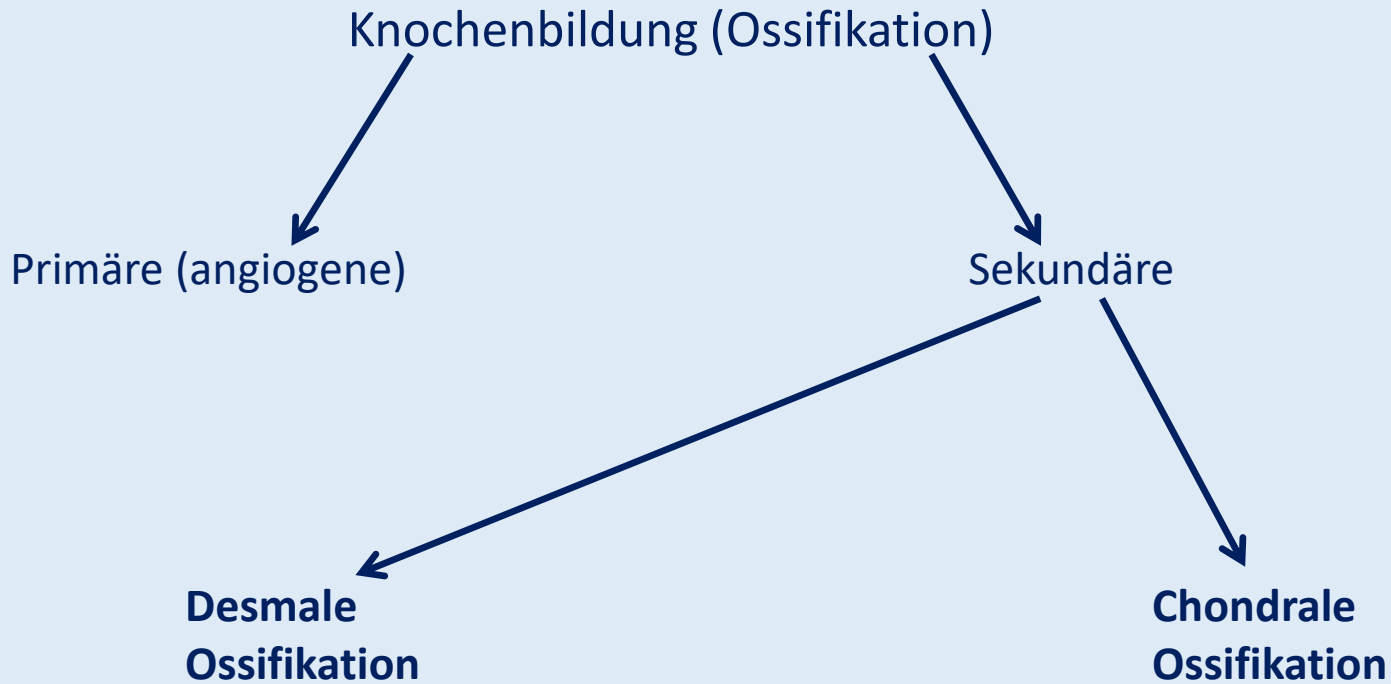 Knochenbildung (Ossifikation)
Primäre (angiogene)
Sekundäre
Desmale
Ossifikation
Chondrale
Ossifikation